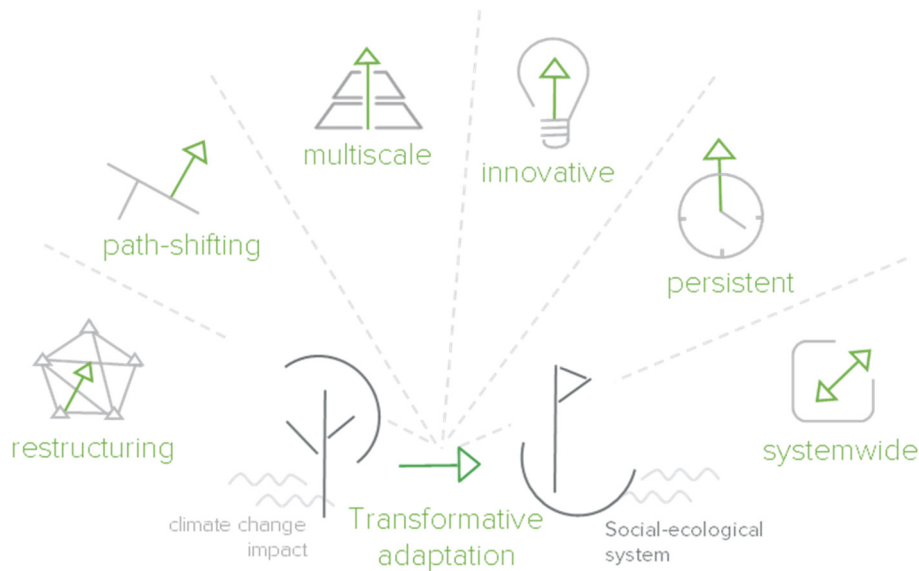 multiscale
innovative
path-shifting
persistent
restructuring
systemwide
climate change
impact
Transformative
adaptation
Social-ecological
system